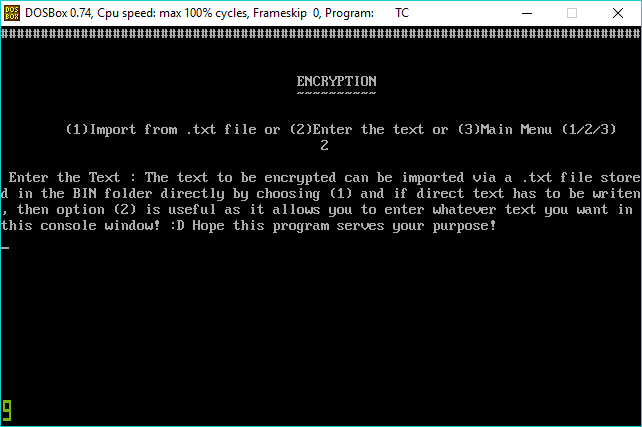 DOSBox 0.74, Cpu speed: max 100% cycles, Frameskip 0, Program: TC
################################################################################
ENCRYPTION
~~~~~~~~~~
(1)Import from .txt file or (2)Enter the text or (3)Main Menu (1/2/3)
2
Enter the Text : The text to be encrypted can be imported via a .txt file store
d in the BIN folder directly by choosing (1) and if direct text has to be writen
, then option (2) is useful as it allows you to enter whatever text you want in
this console window! :D Hope this program serves your purpose!
_
g